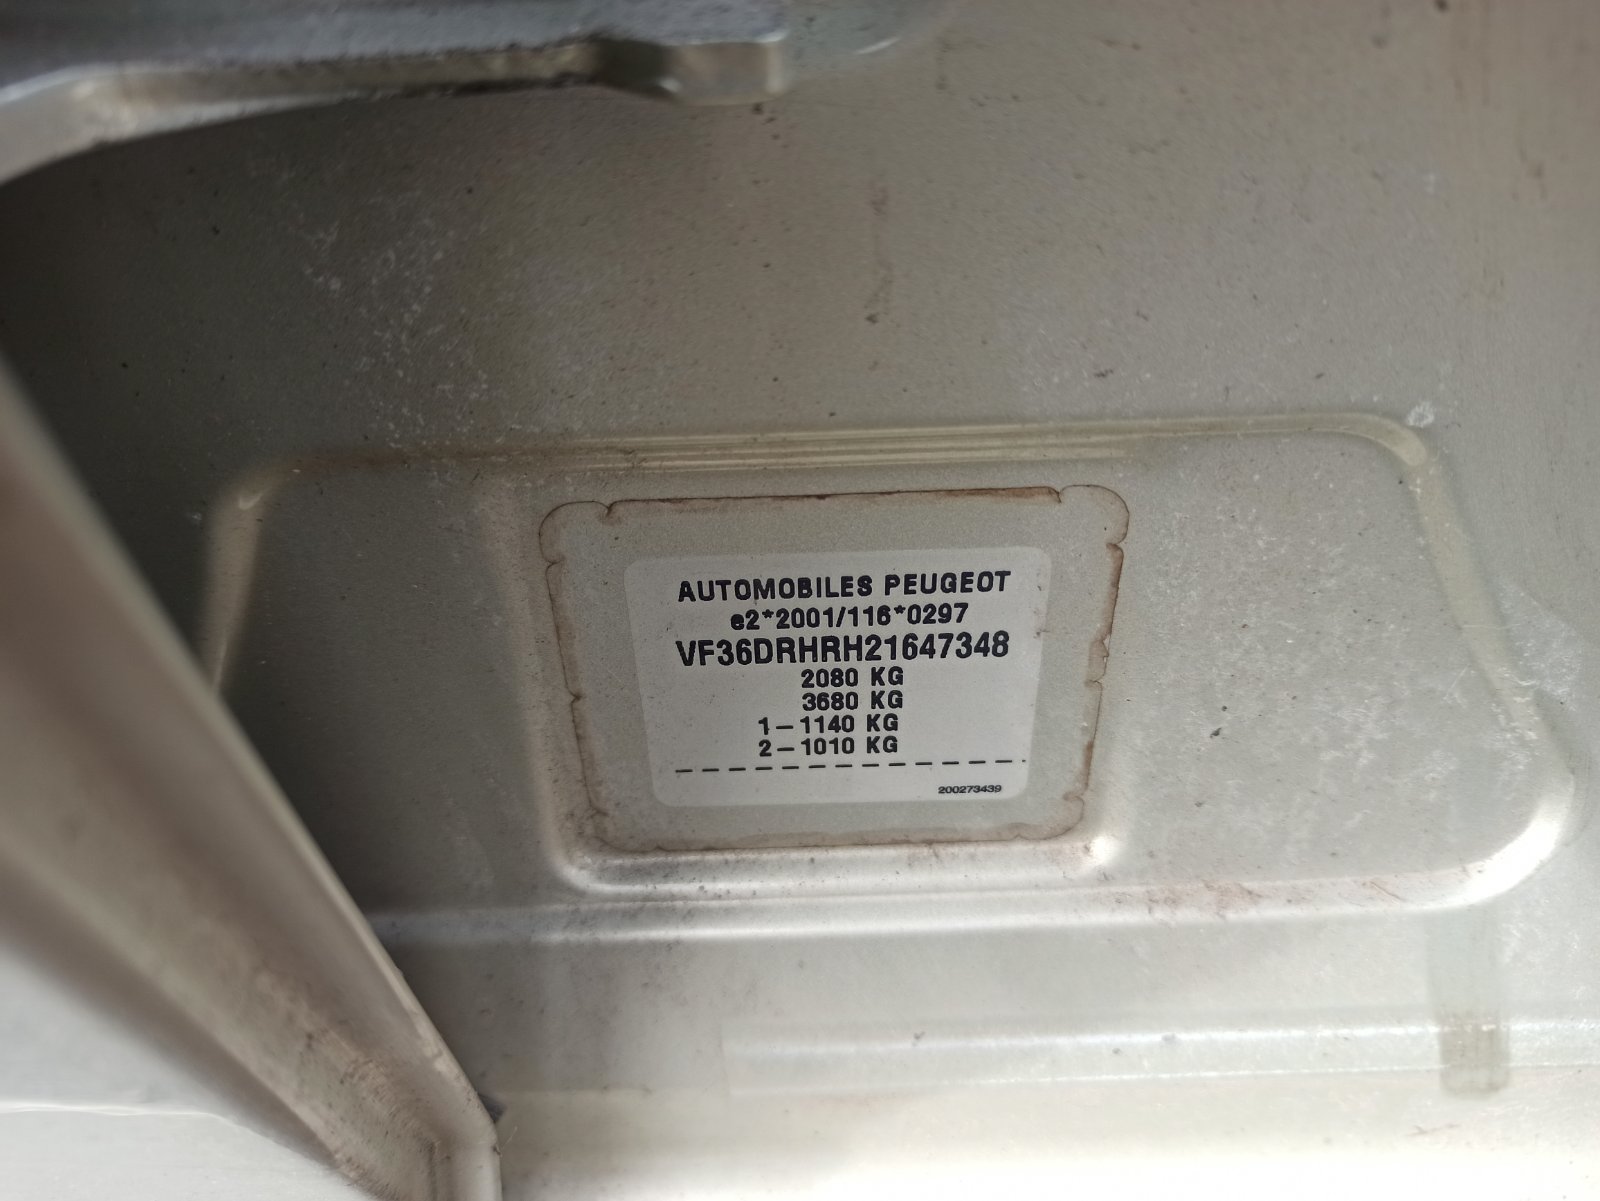 AUTOMOBILES PEUGEOT
e2*2001/116*0297
VF36DRHRH21647348
2080 KG
3680 KG
1-1140 KG
2-1010 KG
200273439